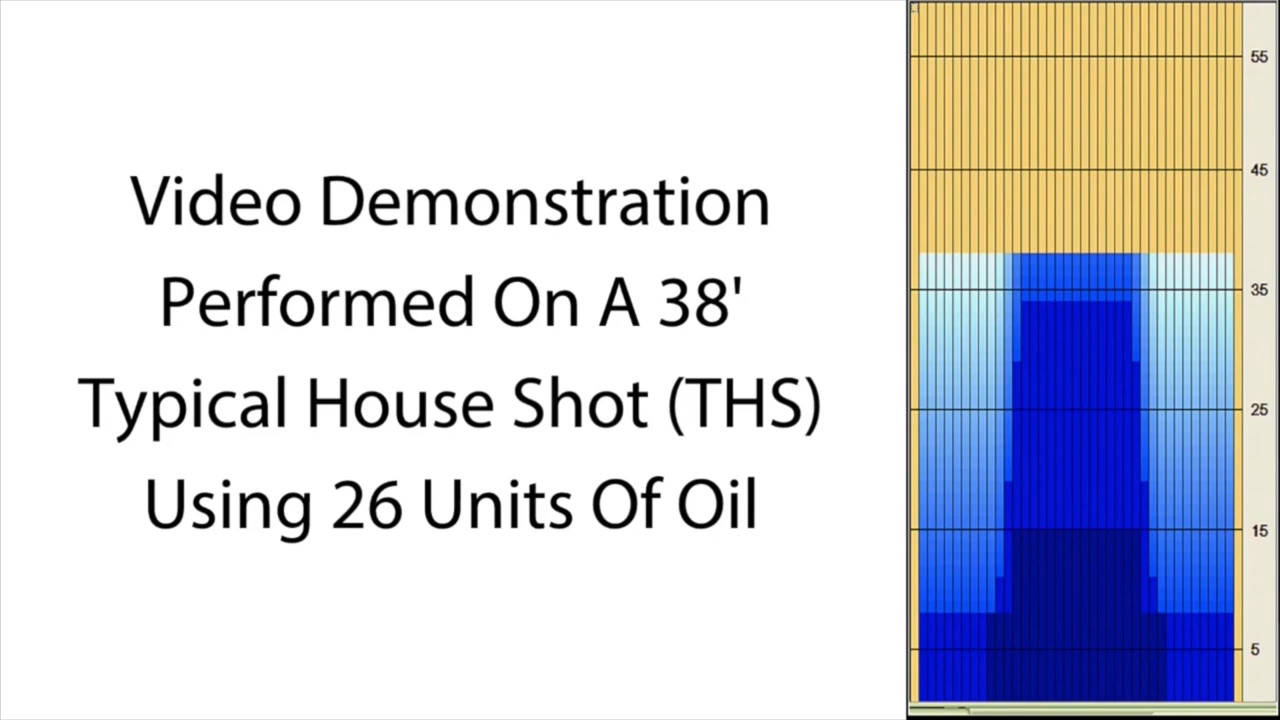 Video Demonstration
Performed On A 38'
Typical House Shot (THS)
Using 26 Units Of Oil
55
45
35
25
15
5